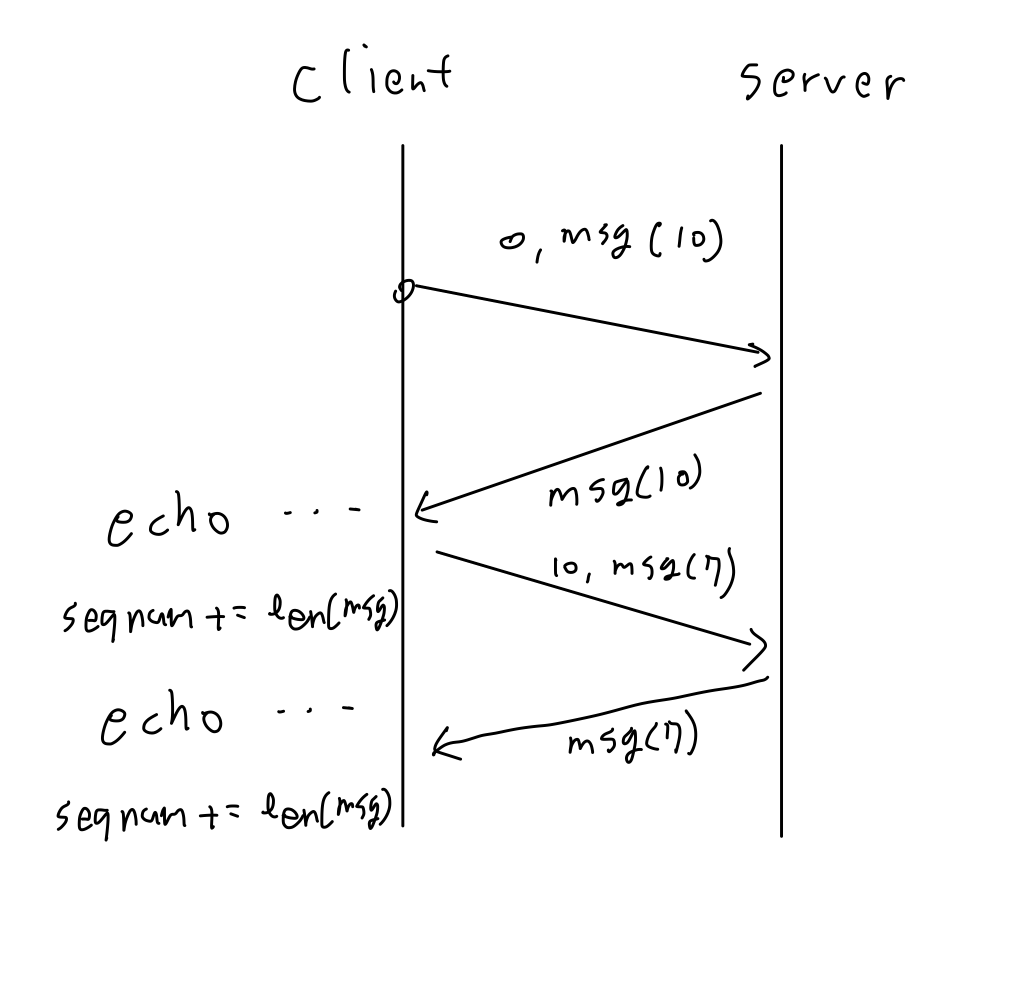 client
server
0, msg(10)
msg(10)
echo ...
10, msg(7)
seqnum += len(msg)
echo ...
msg(7)
seqnum += len(msg)